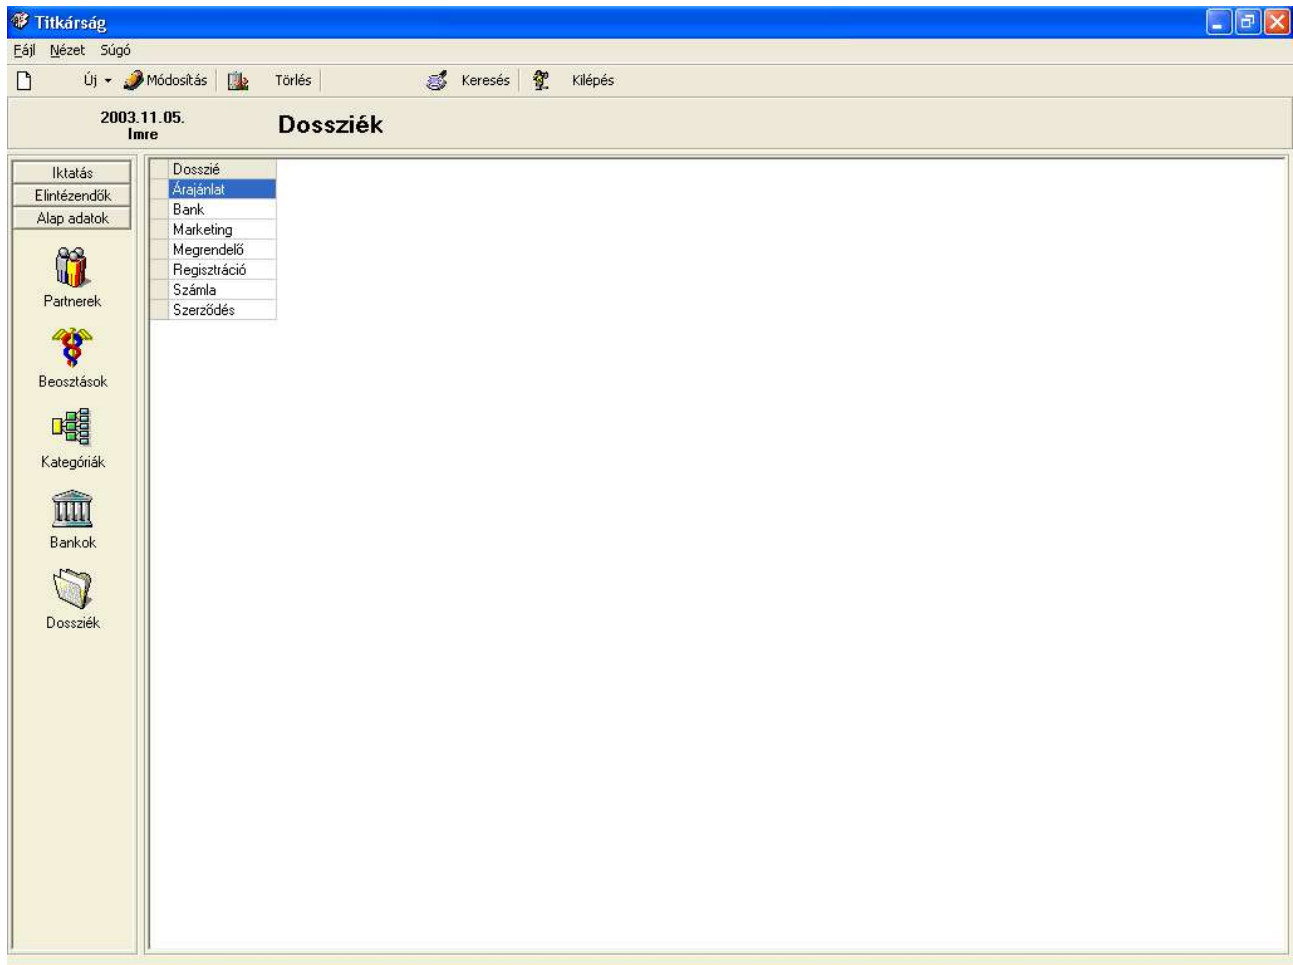 Titkárság
Fájl Nézet Súgó
Új Módosítás Törlés Keresés Kilépés
2003.11.05.
Imre
Dossziék
Iktatás
Elintézendők
Alap adatok
Partnerek
Beosztások
Kategóriák
Bankok
Dossziék
Dosszié
Árajánlat
Bank
Marketing
Megrendelő
Regisztráció
Számla
Szerződés